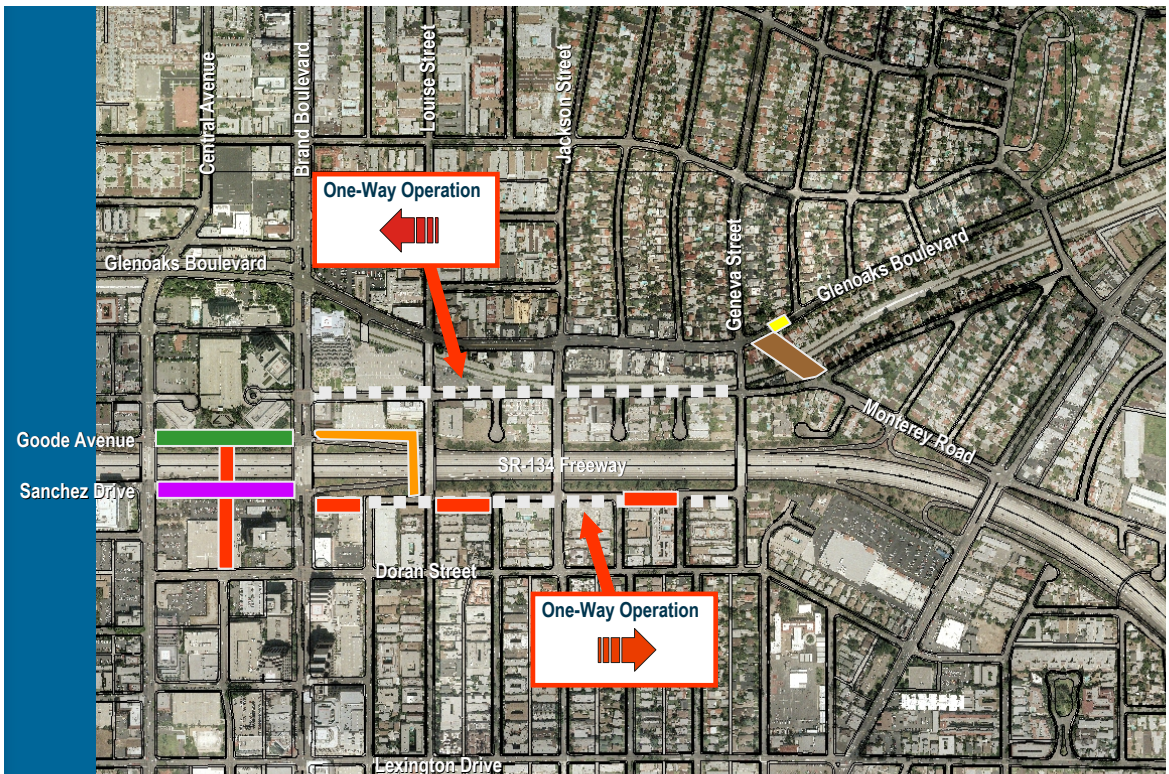 Central Avenue
Brand Boulevard
Louise Street
Jackson Street
One-Way Operation
Geneva Street
Glenoaks Boulevard
Glenoaks Boulevard
Monterey Road
Goode Avenue
SR-134 Freeway
Sanchez Drive
Doran Street
One-Way Operation
Lexington Drive